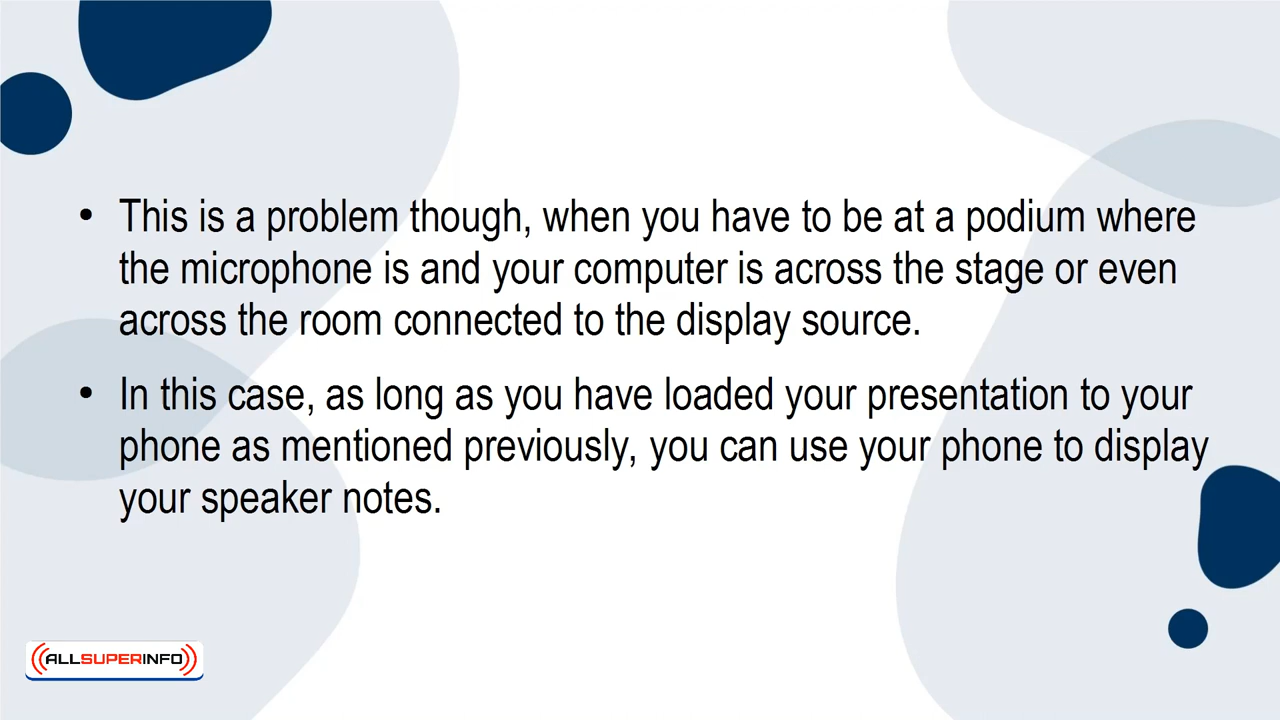 • This is a problem though, when you have to be at a podium where
the microphone is and your computer is across the stage or even
across the room connected to the display source.
• In this case, as long as you have loaded your presentation to your
phone as mentioned previously, you can use your phone to display
your speaker notes.
ALLSUPERINFO